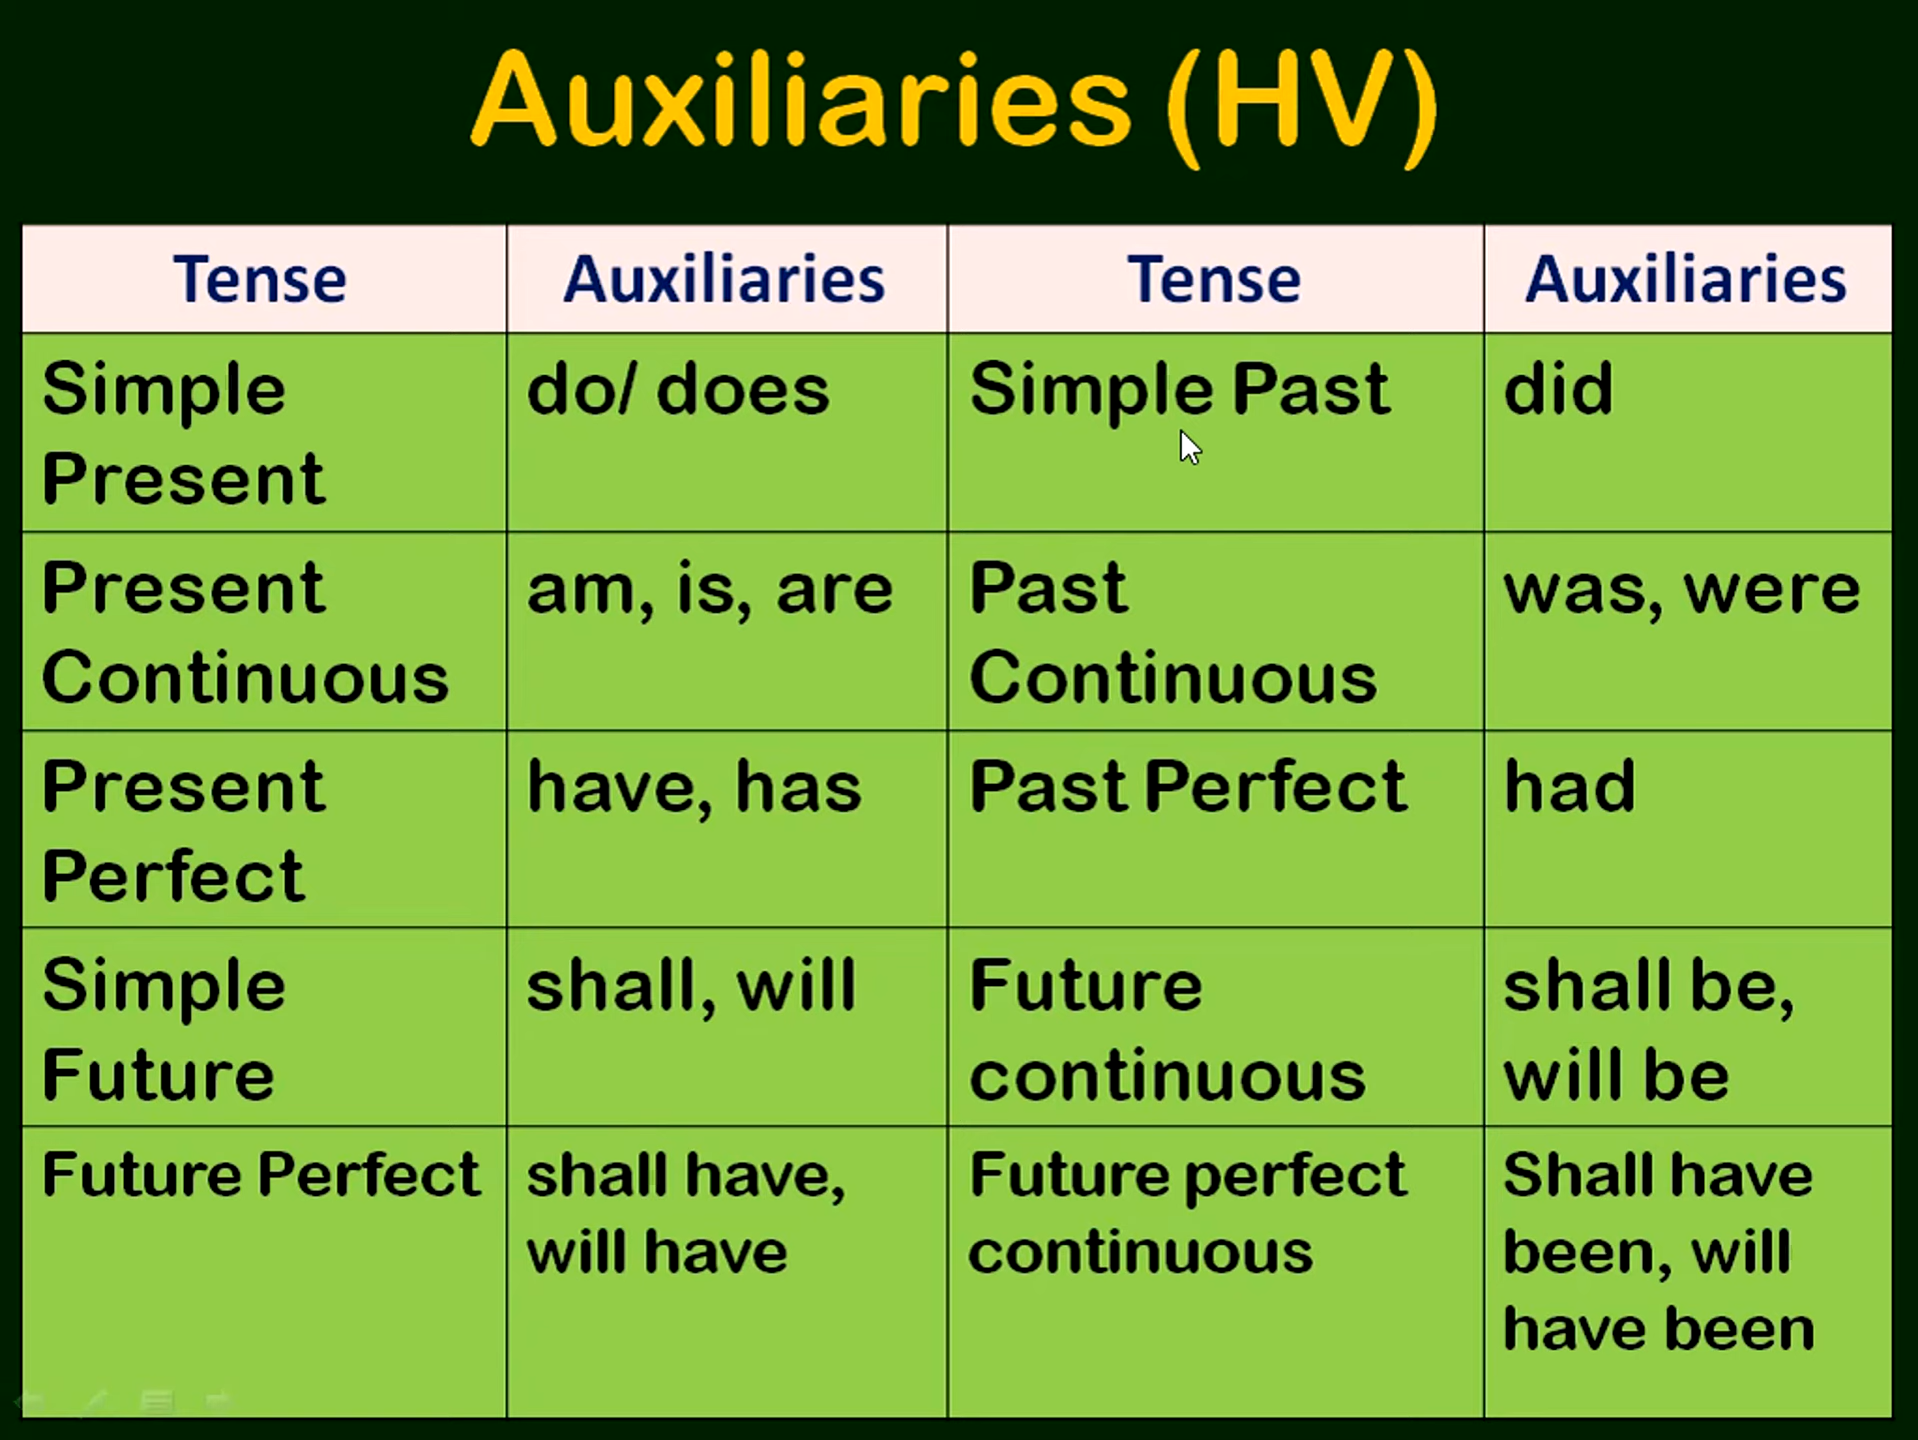 Auxiliaries (HV)
Tense Auxiliaries Tense Auxiliaries
Simple Present
do/ does
Simple Past
did
Present Continuous
am, is, are
Past Continuous
was, were
Present Perfect
have, has
Past Perfect
had
Simple Future
shall, will
Future continuous
shall be, will be
Future Perfect
shall have, will have
Future perfect continuous
Shall have been, will have been